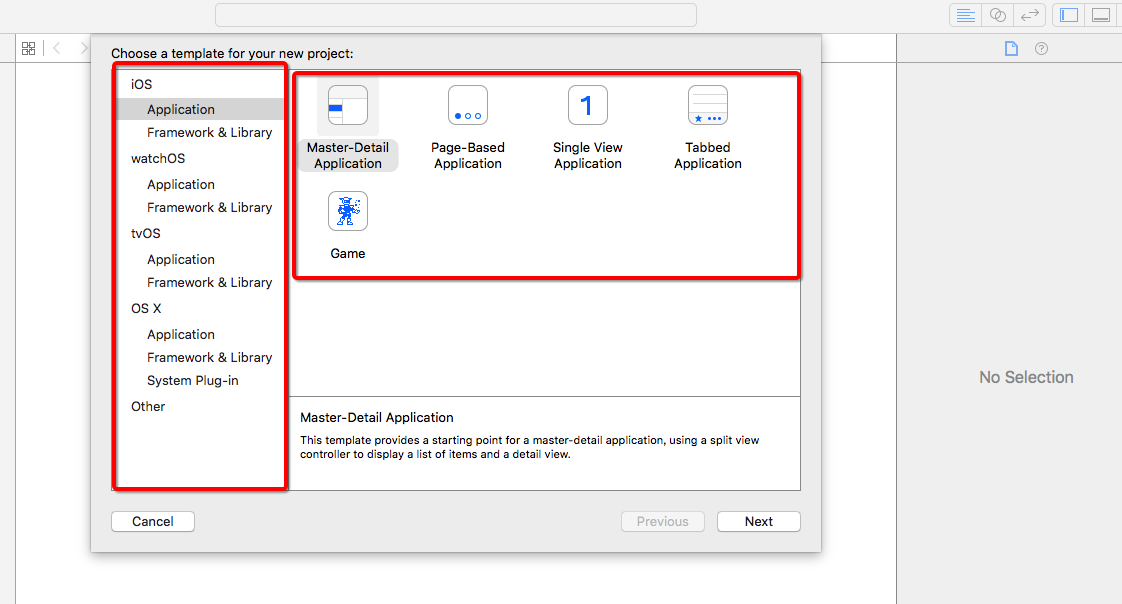 Choose a template for your new project:
iOS
Application
Framework & Library
watchOS
Application
Framework & Library
tvOS
Application
Framework & Library
OS X
Application
Framework & Library
System Plug-in
Other
1
Master-Detail
Application
Page-Based
Application
Single View
Application
Tabbed
Application
Game
Master-Detail Application
This template provides a starting point for a master-detail application, using a split view
controller to display a list of items and a detail view.
Cancel
Previous
Next
?
No Selection